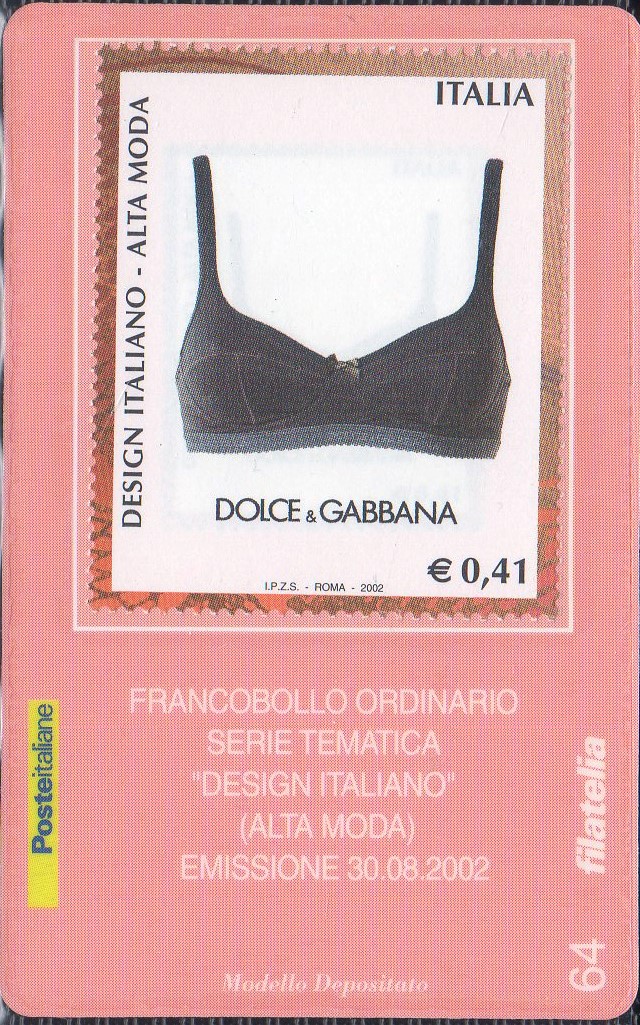 ITALIA
DESIGN ITALIANO - ALTA MODA
DOLCE & GABBANA
€ 0,41
I.P.Z.S. - ROMA - 2002
FRANCOBOLLO ORDINARIO
SERIE TEMATICA
"DESIGN ITALIANO"
(ALTA MODA)
EMISSIONE 30.08.2002
Posteitaliane
filatelia
64
Modello Depositato